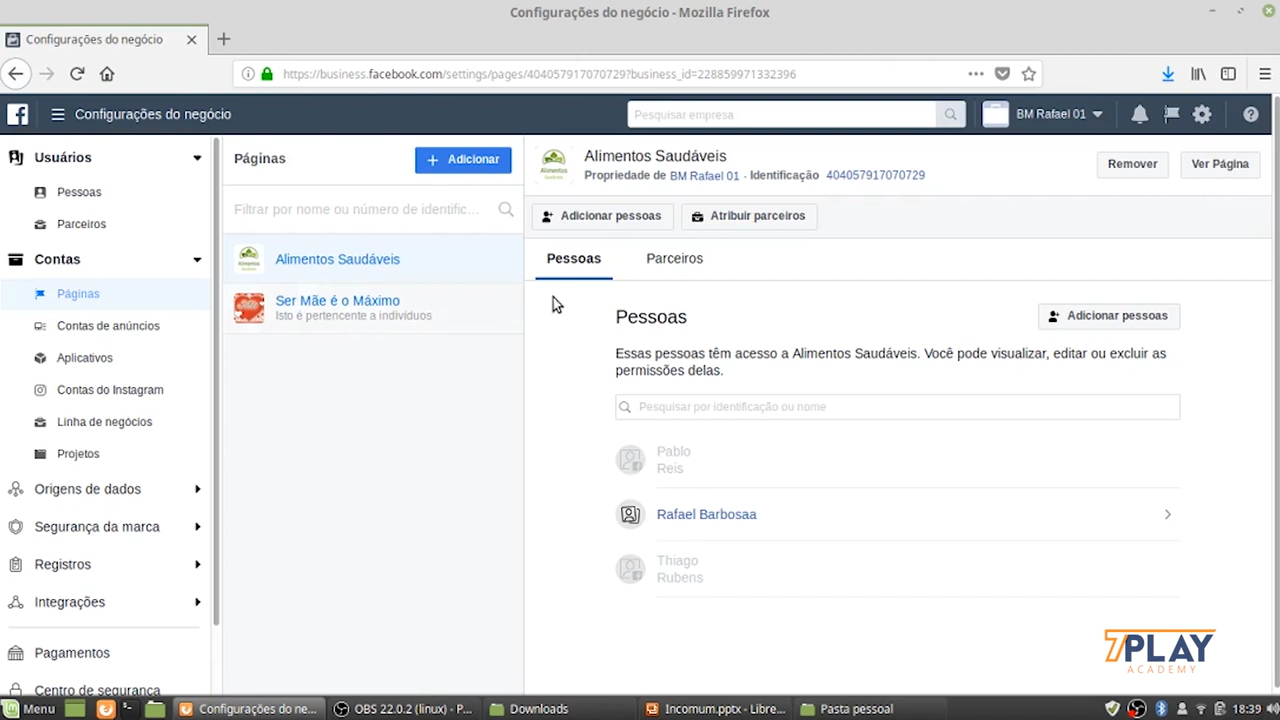 Configurações do negócio - Mozilla Firefox
Configurações do negócio
https://business.facebook.com/settings/pages/404057917070729?business_id=228859971332396
Configurações do negócio
Pesquisar empresa
BM Rafael 01
Usuários
Pessoas
Parceiros
Contas
Páginas
Contas de anúncios
Aplicativos
Contas do Instagram
Linha de negócios
Projetos
Origens de dados
Segurança da marca
Registros
Integrações
Pagamentos
Centro de segurança
Páginas
Adicionar
Filtrar por nome ou número de identific...
Alimentos Saudáveis
Ser Mãe é o Máximo
Isto é pertencente a indivíduos
Alimentos Saudáveis
Propriedade de BM Rafael 01 · Identificação 404057917070729
Remover
Ver Página
Adicionar pessoas
Atribuir parceiros
Pessoas
Parceiros
Pessoas
Adicionar pessoas
Essas pessoas têm acesso a Alimentos Saudáveis. Você pode visualizar, editar ou excluir as
permissões delas.
Pesquisar por identificação ou nome
Pablo
Reis
Rafael Barbosaa
Thiago
Rubens
7PLAY
ACADEMY
Menu
Configurações do ne...
OBS 22.0.2 (linux) - P...
Downloads
Incomum.pptx - Libre...
Pasta pessoal
18:39